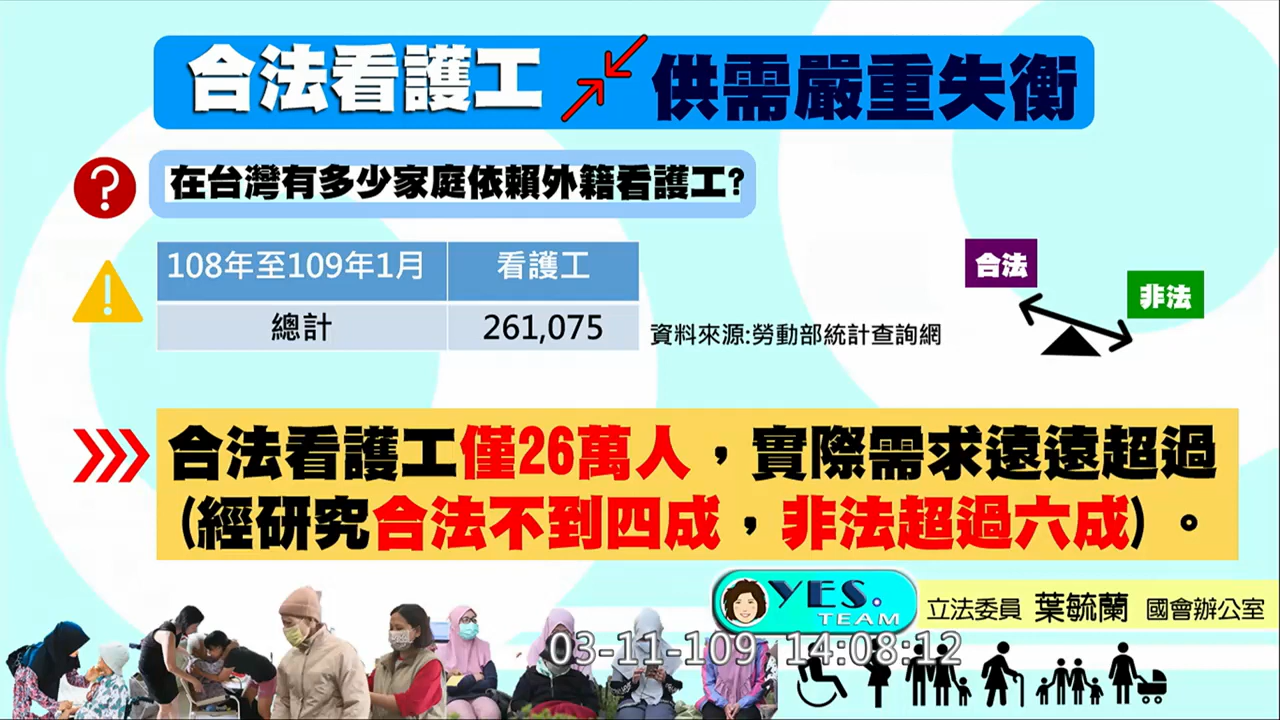 合法看護工 供需嚴重失衡
在台灣有多少家庭依賴外籍看護工?
108年至109年1月 看護工
總計 261,075
資料來源:勞動部統計查詢網
合法
非法
合法看護工僅26萬人，實際需求遠遠超過
(經研究合法不到四成，非法超過六成)。
YES.
TEAM
立法委員 葉毓蘭 國會辦公室
03-11-109 14:08:12